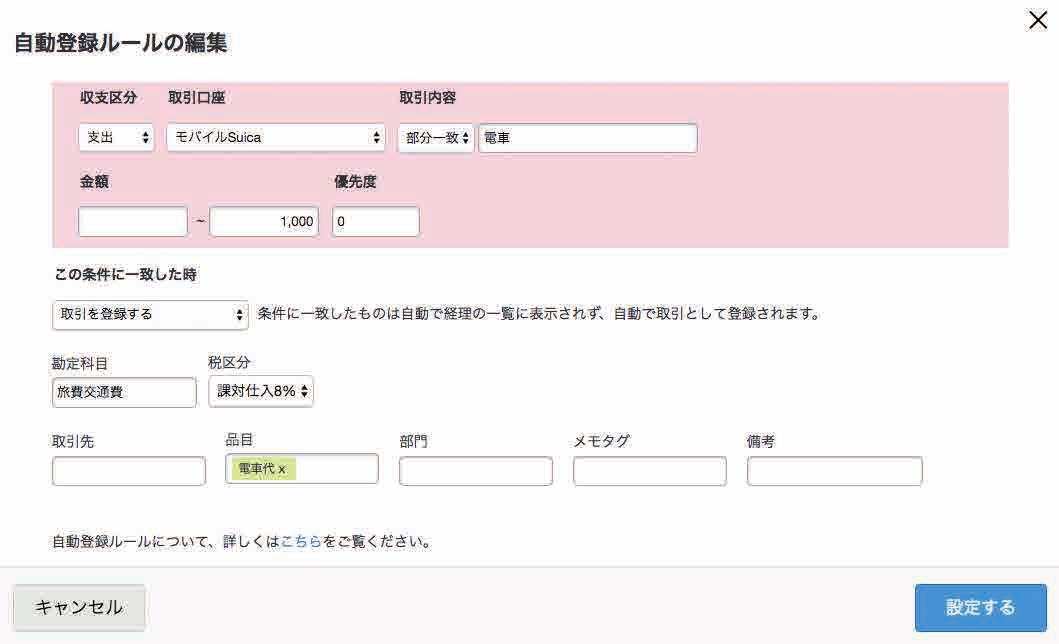 自動登録ルールの編集
収支区分 取引口座 取引内容
支出 モバイルSuica 部分一致 電車
金額 優先度
~ 1,000 0
この条件に一致した時
取引を登録する 条件に一致したものは自動で経理の一覧に表示されず、自動で取引として登録されます。
勘定科目 税区分
旅費交通費 課対仕入8%
取引先 品目 部門 メモタグ 備考
電車代 x
自動登録ルールについて、詳しくはこちらをご覧ください。
キャンセル 設定する